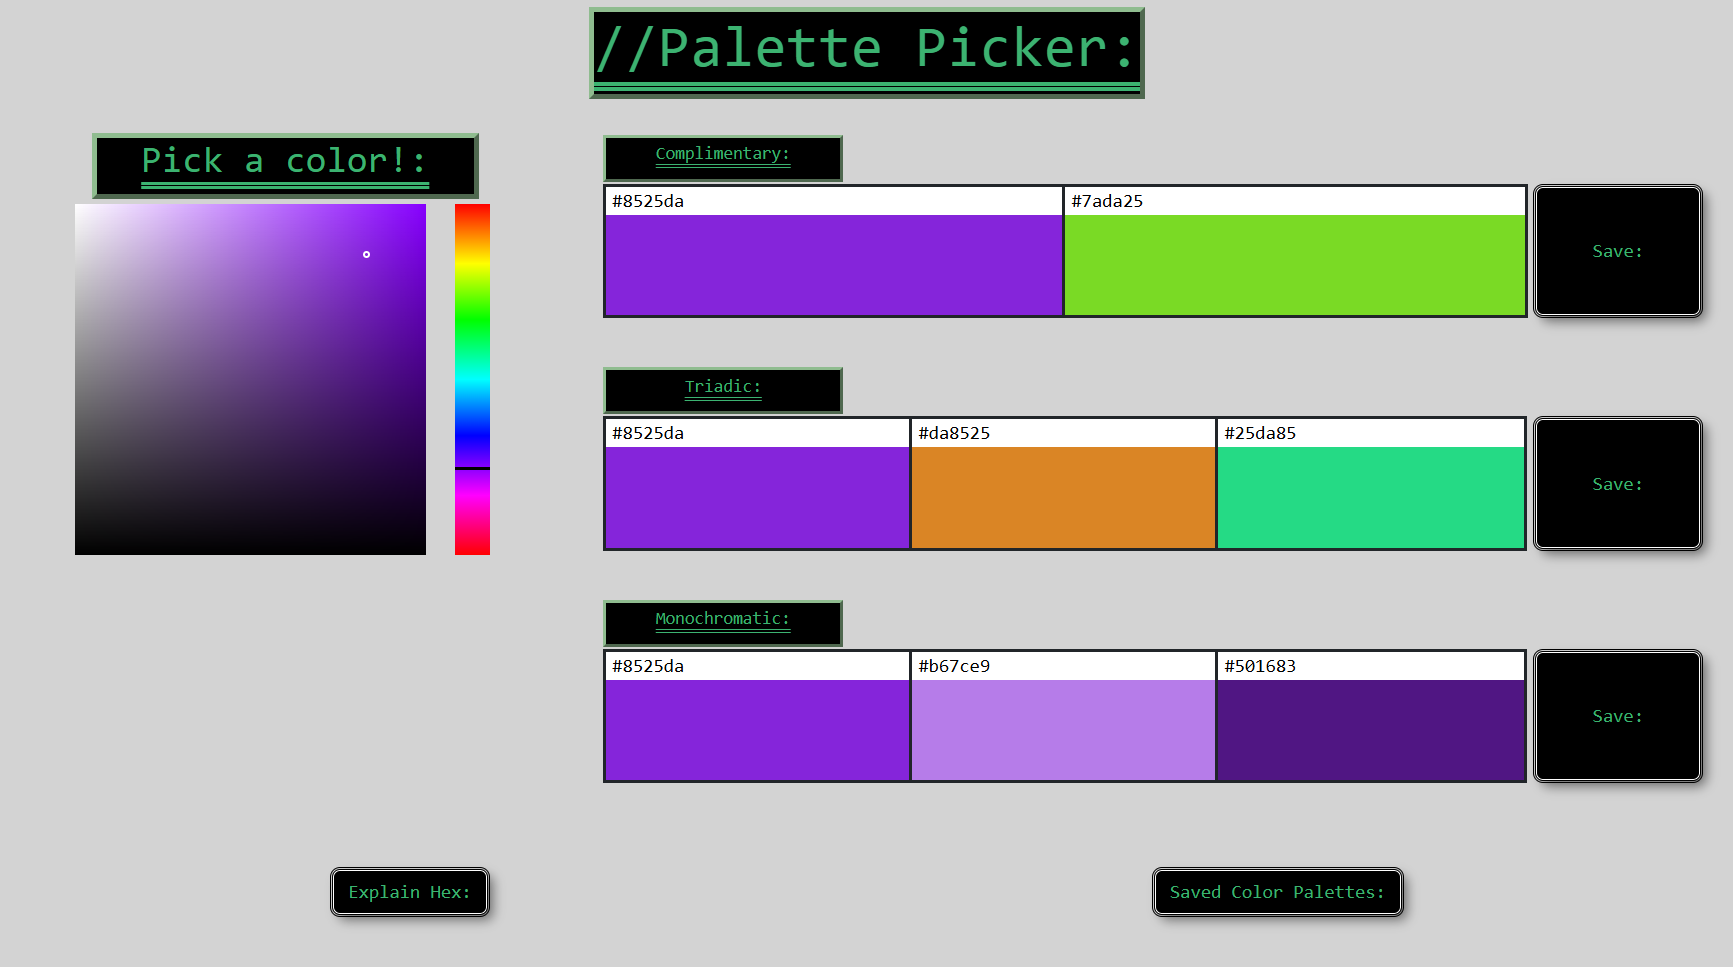 //Palette Picker:
Pick a color!:
Complimentary:
#8525da #7ada25
Save:
Triadic:
#8525da #da8525 #25da85
Save:
Monochromatic:
#8525da #b67ce9 #501683
Save:
Explain Hex:
Saved Color Palettes: